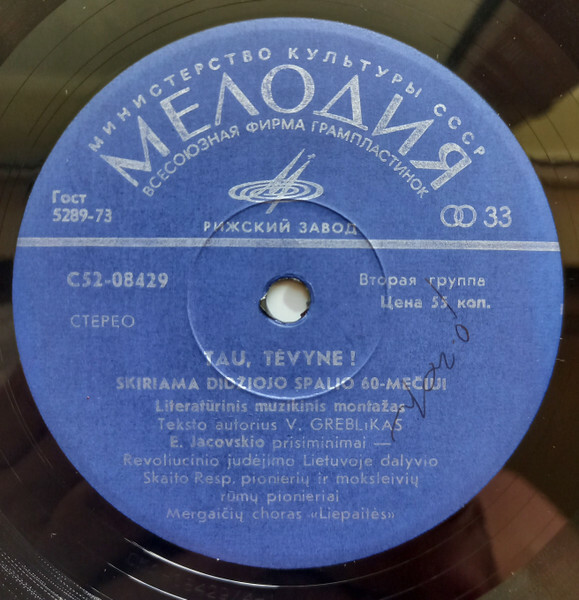 МИНИСТЕРСТВО КУЛЬТУРЫ СССР
МЕЛОДИЯ
ВСЕСОЮЗНАЯ ФИРМА ГРАМПЛАСТИНОК
Гост
5289-73
РИЖСКИЙ ЗАВОД
33
С52-08429
Вторая группа
Цена 55 коп.
СТЕРЕО
TAU, TĖVYNE !
SKIRIAMA DIDŽIOJO SPALIO 60-MEČIUI
Literatūrinis muzikinis montažas
Teksto autorius V. GREBLIKAS
E. Jacovskio prisiminimai —
Revoliucinio judėjimo Lietuvoje dalyvio
Skaito Resp. pionierių ir moksleivių
rūmų pionieriai
Mergaičių choras «Liepaitės»